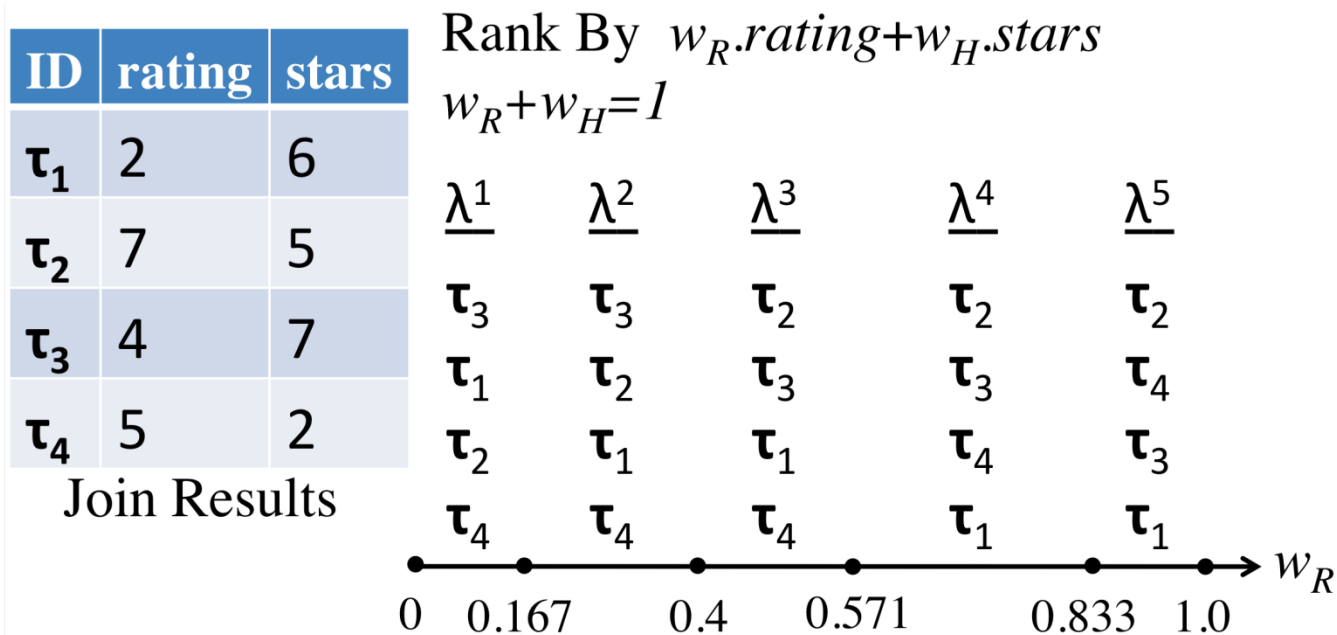 ID rating stars
τ1 2 6
τ2 7 5
τ3 4 7
τ4 5 2
Join Results
Rank By wR.rating+wH.stars
wR+wH=1
λ1 λ2 λ3 λ4 λ5
τ3 τ3 τ2 τ2 τ2
τ1 τ2 τ3 τ3 τ4
τ2 τ1 τ1 τ4 τ3
τ4 τ4 τ4 τ1 τ1
wR
0 0.167 0.4 0.571 0.833 1.0